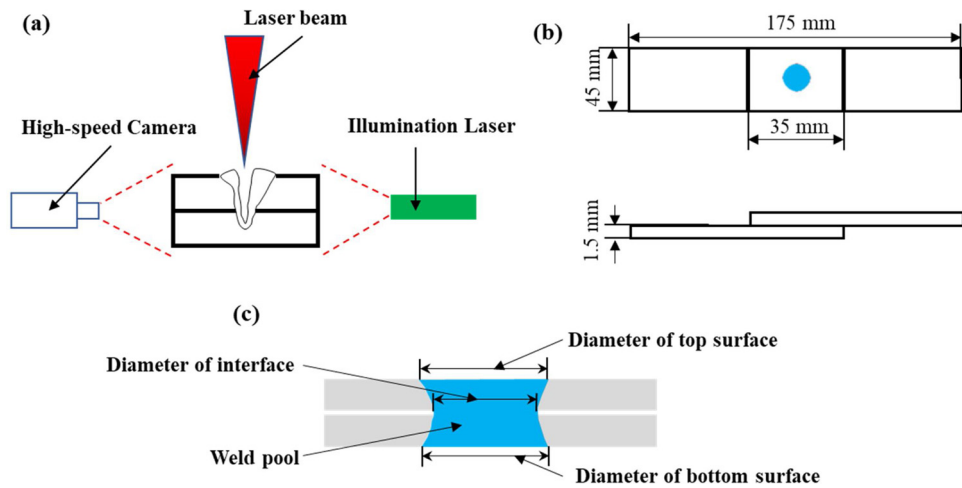 (a)
Laser beam
High-speed Camera
Illumination Laser
(b)
175 mm
45 mm
35 mm
1.5 mm
(c)
Diameter of top surface
Diameter of interface
Weld pool
Diameter of bottom surface